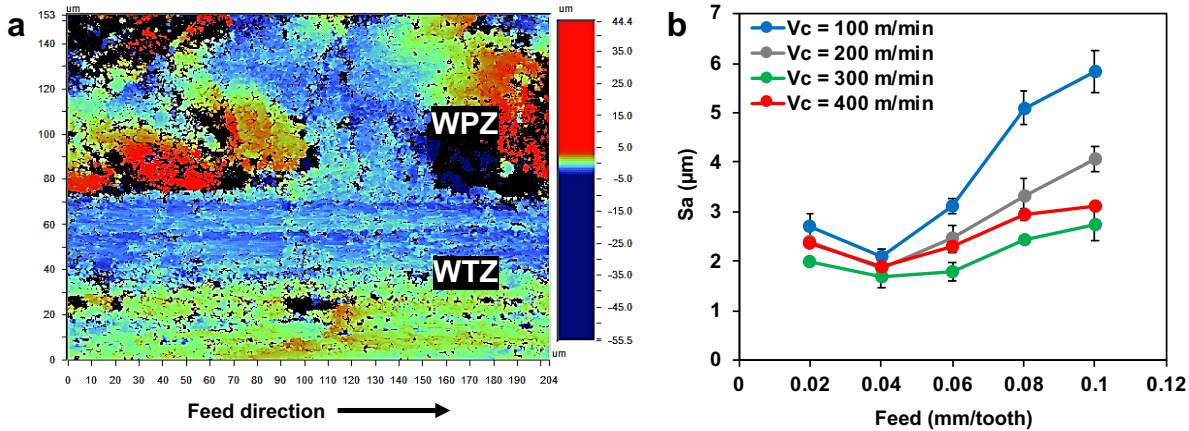 a
um
153
140
120
100
80
70
60
40
20
10
0
WPZ
WTZ
0 10 20 30 40 50 60 70 80 90 100 110 120 130 140 150 160 170 180 190 204
Feed direction
um
44.4
35.0
25.0
15.0
5.0
-5.0
-15.0
-25.0
-35.0
-45.0
-55.5
um
b
Vc = 100 m/min
Vc = 200 m/min
Vc = 300 m/min
Vc = 400 m/min
Sa (μm)
7
6
5
4
3
2
1
0
0 0.02 0.04 0.06 0.08 0.1 0.12
Feed (mm/tooth)